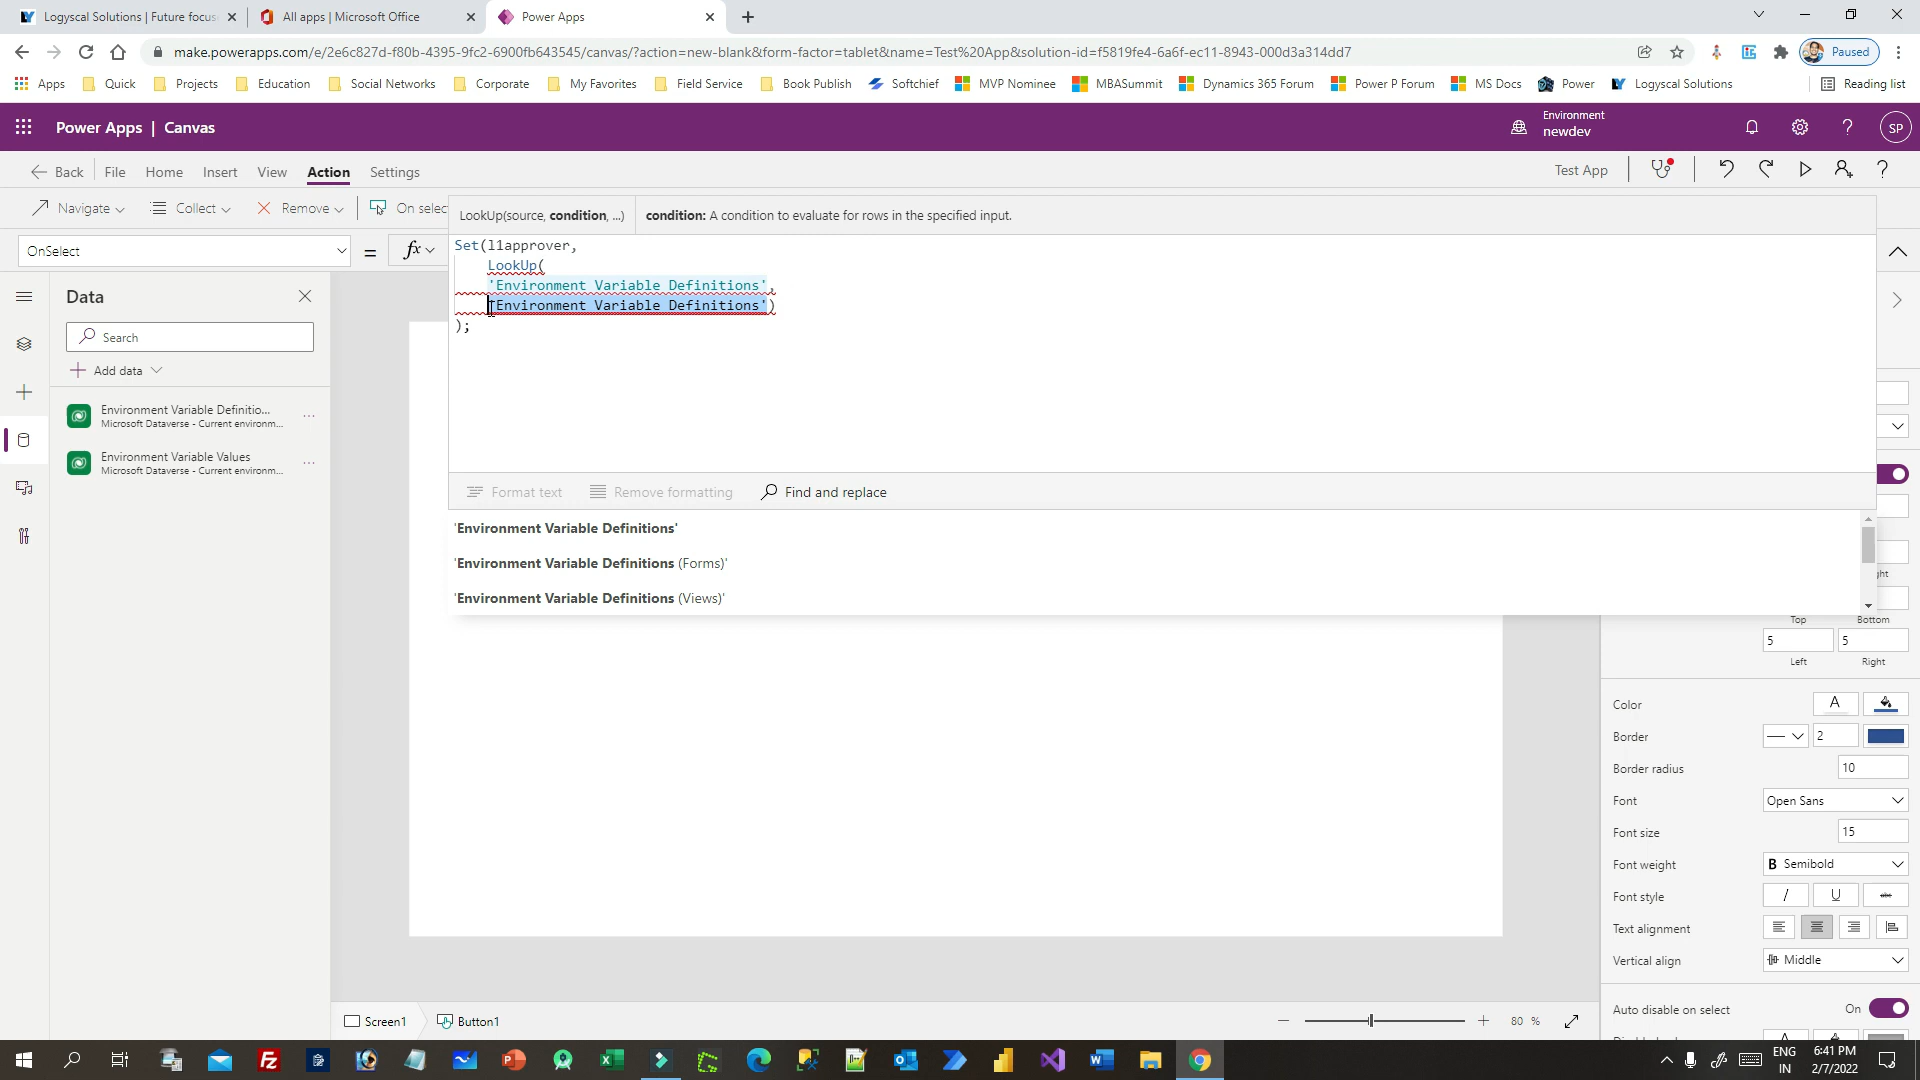 Logyscal Solutions | Future focus
All apps | Microsoft Office
Power Apps
make.powerapps.com/e/2e6c827d-f80b-4395-9fc2-6900fb643545/canvas/?action=new-blank&form-factor=tablet&name=Test%20App&solution-id=f5819fe4-6a6f-ec11-8943-000d3a314dd7
Paused
Apps Quick Projects Education Social Networks Corporate My Favorites Field Service Book Publish Softchief MVP Nominee MBASummit Dynamics 365 Forum Power P Forum MS Docs Power Logyscal Solutions Reading list
Power Apps | Canvas
Environment
newdev
SP
Back File Home Insert View Action Settings
Test App
Navigate Collect Remove On selec
LookUp(source, condition, ...) condition: A condition to evaluate for rows in the specified input.
OnSelect = fx
Set(l1approver,
LookUp(
'Environment Variable Definitions',
'Environment Variable Definitions')
);
Data
Search
Add data
Environment Variable Definitio...
Microsoft Dataverse - Current environm...
Environment Variable Values
Microsoft Dataverse - Current environm...
Format text Remove formatting Find and replace
'Environment Variable Definitions'
'Environment Variable Definitions (Forms)'
'Environment Variable Definitions (Views)'
ght
Top Bottom
5 5
Left Right
Color A
Border 2
Border radius 10
Font Open Sans
Font size 15
Font weight B Semibold
Font style / U abc
Text alignment
Vertical align Middle
Auto disable on select On
Screen1 Button1
80 %
ENG
IN
6:41 PM
2/7/2022